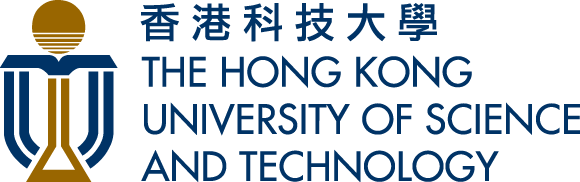 香港科技大學
THE HONG KONG
UNIVERSITY OF SCIENCE
AND TECHNOLOGY